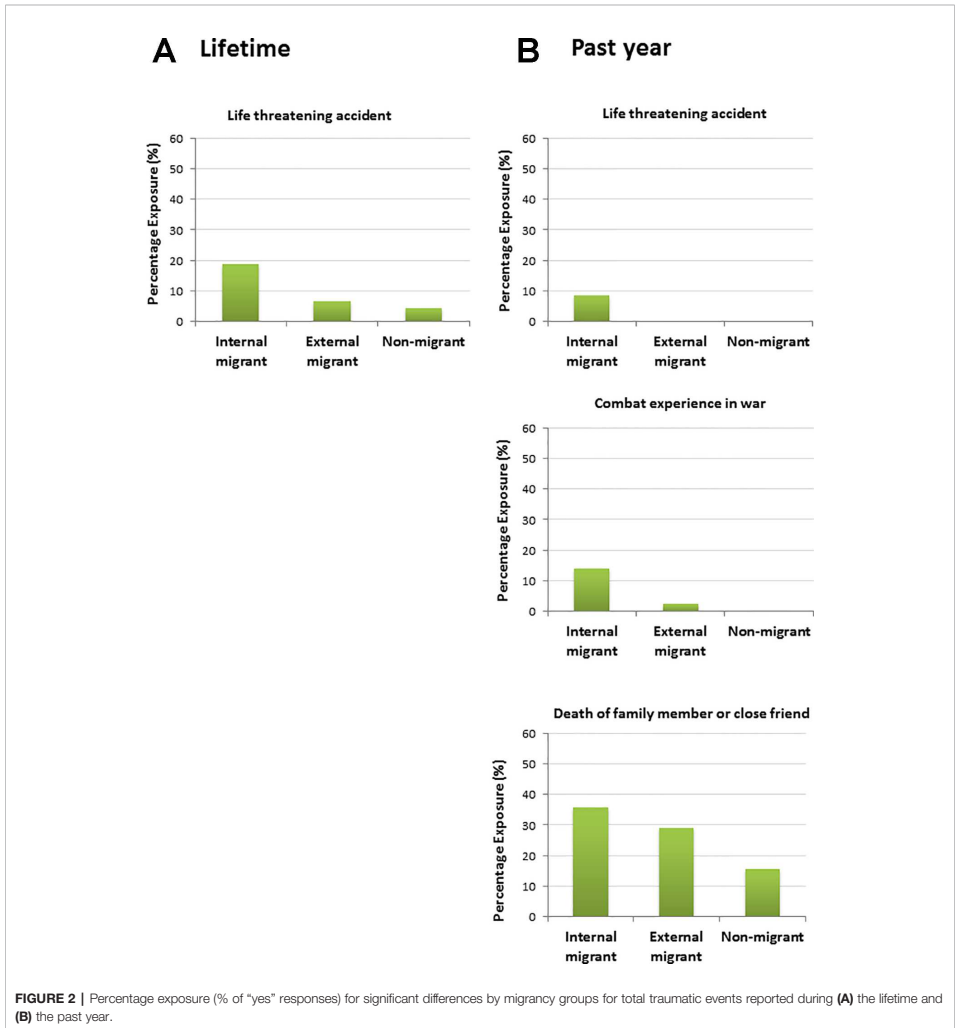 A Lifetime
Life threatening accident
Percentage Exposure (%)
60
50
40
30
20
10
0
Internal migrant
External migrant
Non-migrant
B Past year
Life threatening accident
Percentage Exposure (%)
60
50
40
30
20
10
0
Internal migrant
External migrant
Non-migrant
Combat experience in war
Percentage Exposure (%)
60
50
40
30
20
10
0
Internal migrant
External migrant
Non-migrant
Death of family member or close friend
Percentage Exposure (%)
60
50
40
30
20
10
0
Internal migrant
External migrant
Non-migrant
FIGURE 2 | Percentage exposure (% of “yes” responses) for significant differences by migrancy groups for total traumatic events reported during (A) the lifetime and
(B) the past year.